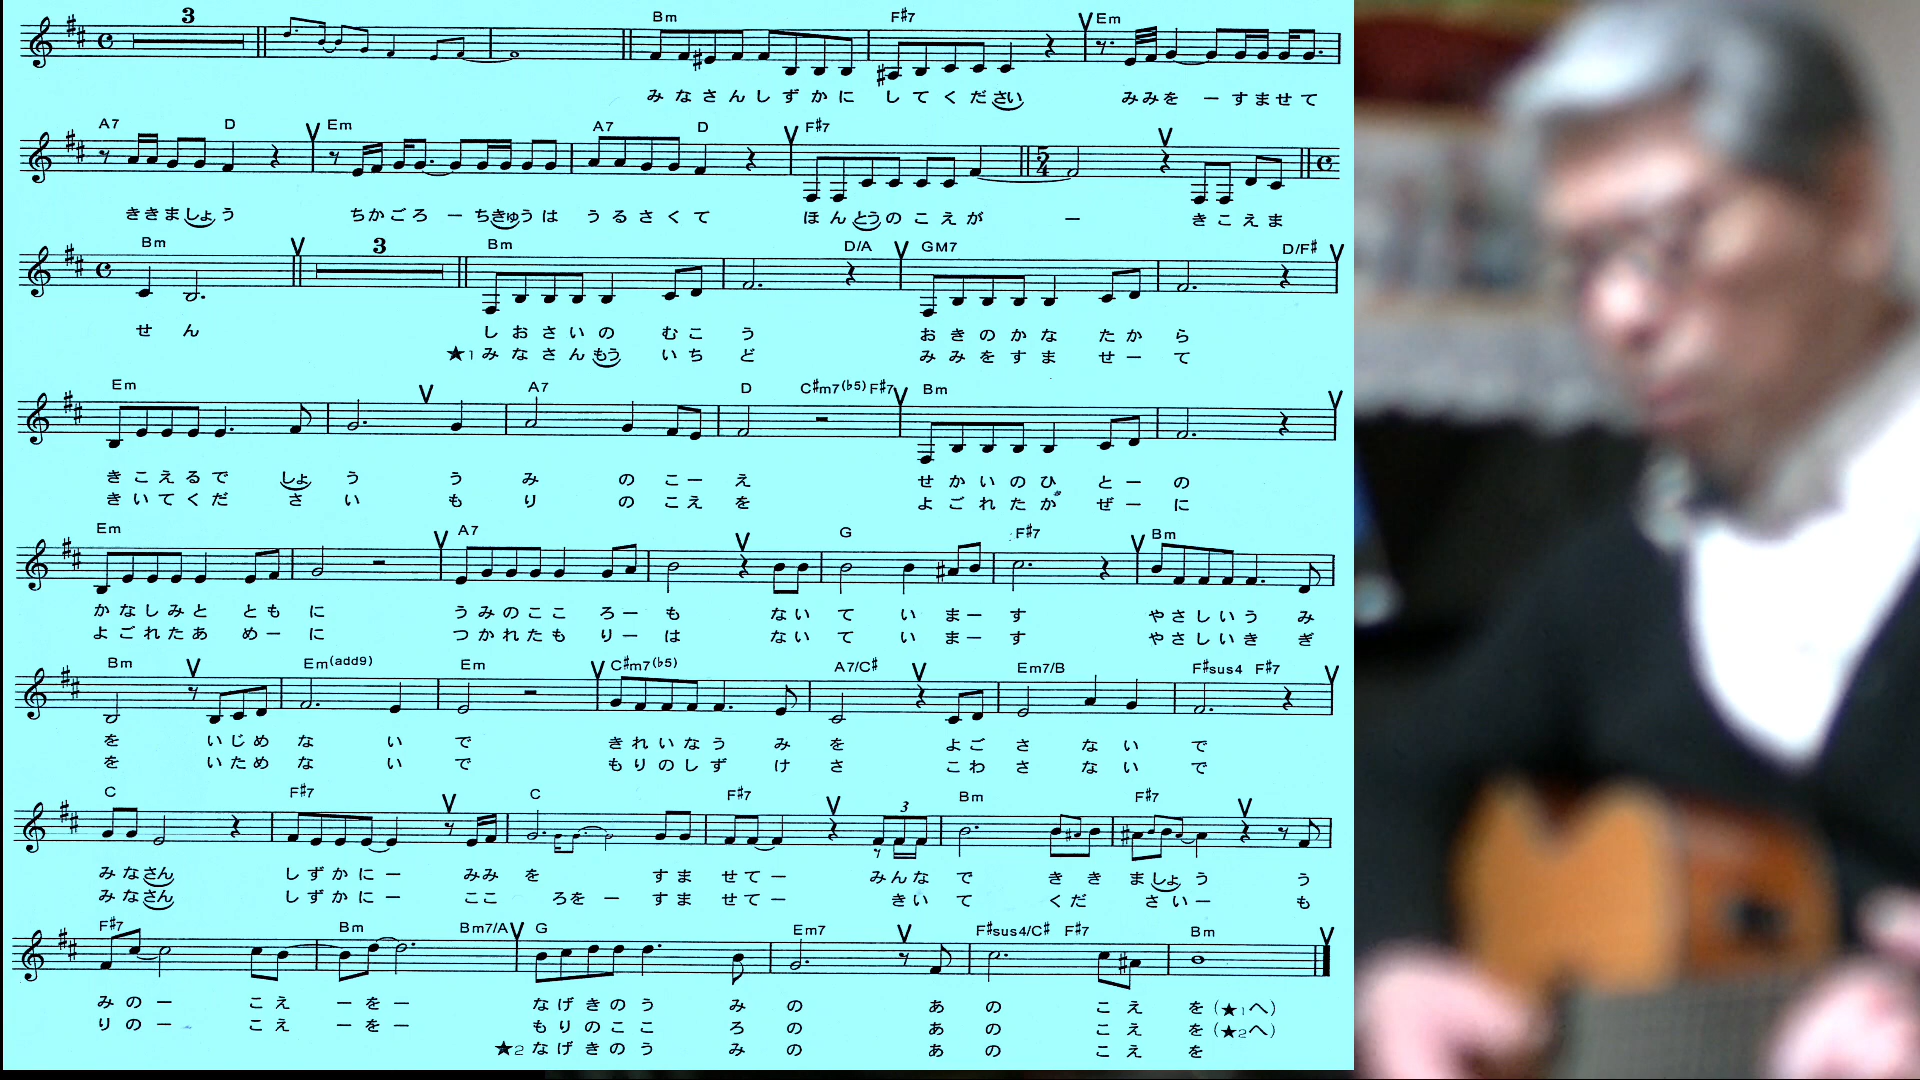 3 Bm F#7 V Em
みなさんしずかに してください みみを ーすませて
A7 D V Em A7 D V F#7 V
ききましょう ちかごろ ーちきゅうは うるさくて ほんとうのこえが ー きこえま
Bm V 3 Bm D/A V GM7 D/F# V
せん しおさいの むこう おきのかな たから
★1 みなさんもう いちど みみをすま せーて
Em V A7 D C#m7(♭5) F#7 V Bm V
きこえるで しょう うみ のこーえ せかいのひ とーの
きいてくだ さい もり のこえを よごれたか ぜーに
Em V A7 V G F#7 V Bm
かなしみと ともに うみのここ ろーも ないて いまーす やさしいう み
よごれたあ めーに つかれたも りーは ないて いまーす やさしいき ぎ
Bm V Em(add9) Em V C#m7(♭5) A7/C# V Em7/B F#sus4 F#7 V
を いじめ ない で きれいなう みを よご さ ない で
を いため ない で もりのしず けさ こわ さ ない で
C F#7 V C F#7 V 3 Bm F#7 V
みなさん しずかにー みみ を すま せてー みんな で きき ましょう う
みなさん しずかにー ここ ろをー すま せてー きい て くだ さいー も
F#7 Bm Bm7/A V G Em7 V F#sus4/C# F#7 Bm V
みのー こえ ーをー なげきのう み の あ の こえ を (★1へ)
りのー こえ ーをー もりのここ ろ の あ の こえ を (★2へ)
★2 なげきのう み の あ の こえ を